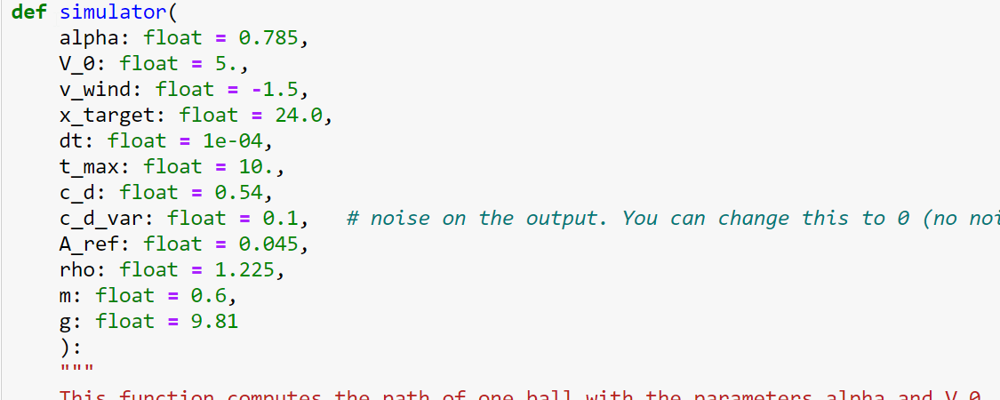 def simulator(
    alpha: float = 0.785,
    V_0: float = 5.,
    v_wind: float = -1.5,
    x_target: float = 24.0,
    dt: float = 1e-04,
    t_max: float = 10.,
    c_d: float = 0.54,
    c_d_var: float = 0.1,   # noise on the output. You can change this to 0 (no
    A_ref: float = 0.045,
    rho: float = 1.225,
    m: float = 0.6,
    g: float = 9.81
    ):
    """
    This function computes the path of one ball with the parameters alpha and V_0